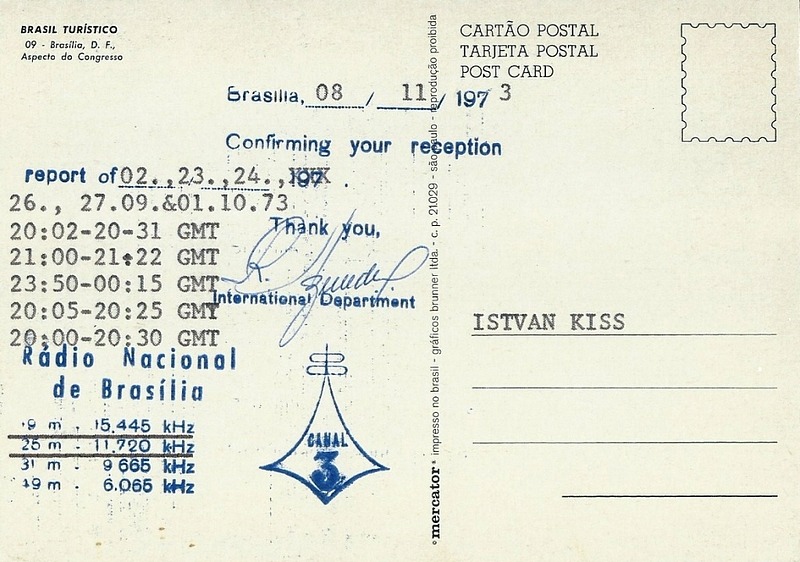 BRASIL TURÍSTICO
09 - Brasília, D. F.,
Aspecto do Congresso
CARTÃO POSTAL
TARJETA POSTAL
POST CARD
Brasília, 08 / 11 / 1973
Confirming your reception
report of 02.,23.,24.,197 .
26., 27.09.&01.10.73
20:02-20-31 GMT
21:00-21:22 GMT
23:50-00:15 GMT
20:05-20:25 GMT
20:00-20:30 GMT
Thank you,
International Department
Rádio Nacional
de Brasília
19 m - 15.445 kHz
25 m - 11.720 kHz
31 m - 9 665 kHz
49 m - 6.065 kHz
CANAL
3
ISTVAN KISS
mercator impresso no brasil - gráficos brunner ltda. - c. p. 21029 - são paulo - reprodução proibida